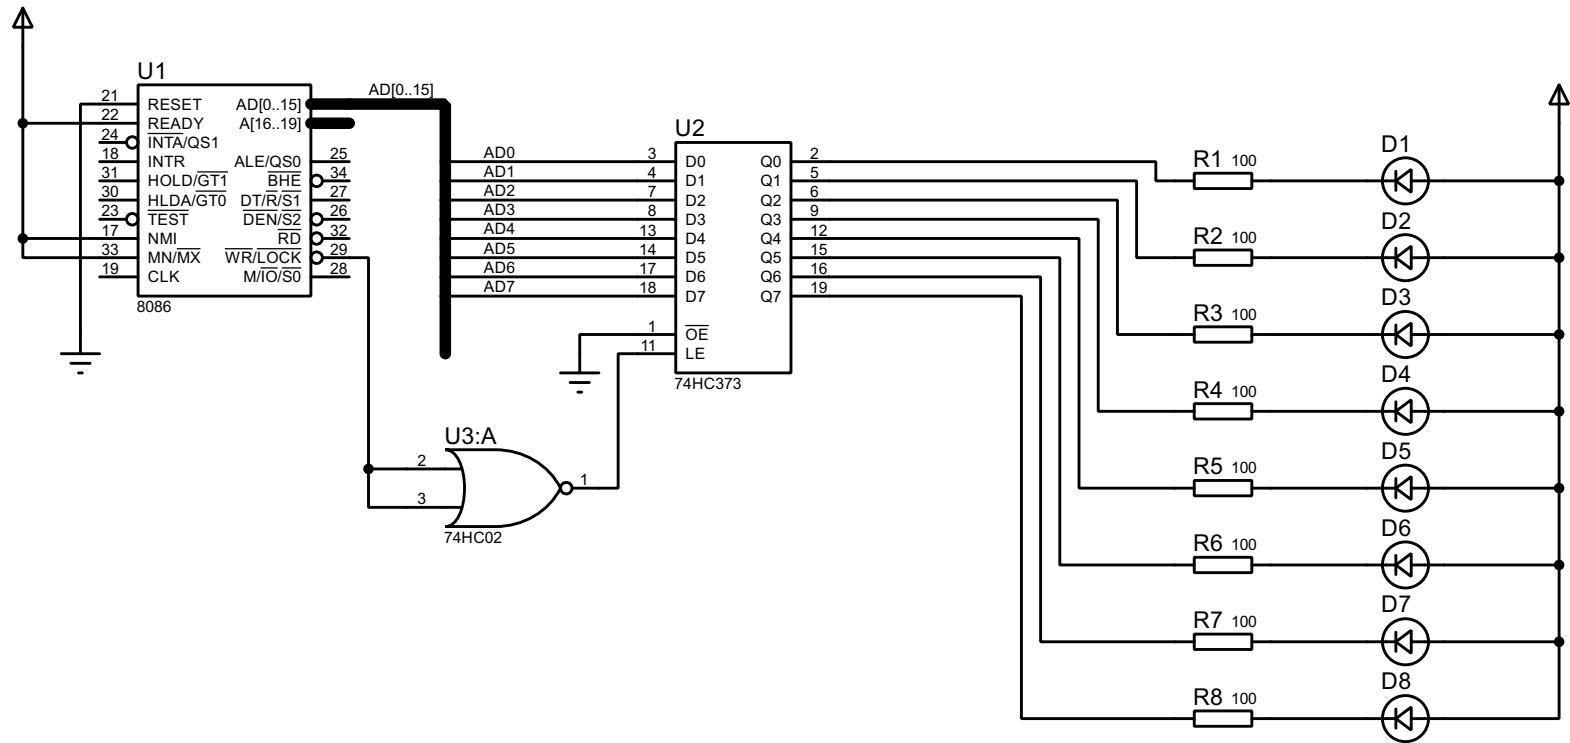 U1
21 RESET AD[0..15] AD[0..15]
22 READY A[16..19]
24 INTA/QS1
18 INTR ALE/QS0 25
31 HOLD/GT1 BHE 34
30 HLDA/GT0 DT/R/S1 27
23 TEST DEN/S2 26
17 NMI RD 32
33 MN/MX WR/LOCK 29
19 CLK M/IO/S0 28
8086
U2
AD0 3 D0 Q0 2
AD1 4 D1 Q1 5
AD2 7 D2 Q2 6
AD3 8 D3 Q3 9
AD4 13 D4 Q4 12
AD5 14 D5 Q5 15
AD6 17 D6 Q6 16
AD7 18 D7 Q7 19
1 OE
11 LE
74HC373
U3:A
2
3
1
74HC02
R1 100 D1
R2 100 D2
R3 100 D3
R4 100 D4
R5 100 D5
R6 100 D6
R7 100 D7
R8 100 D8